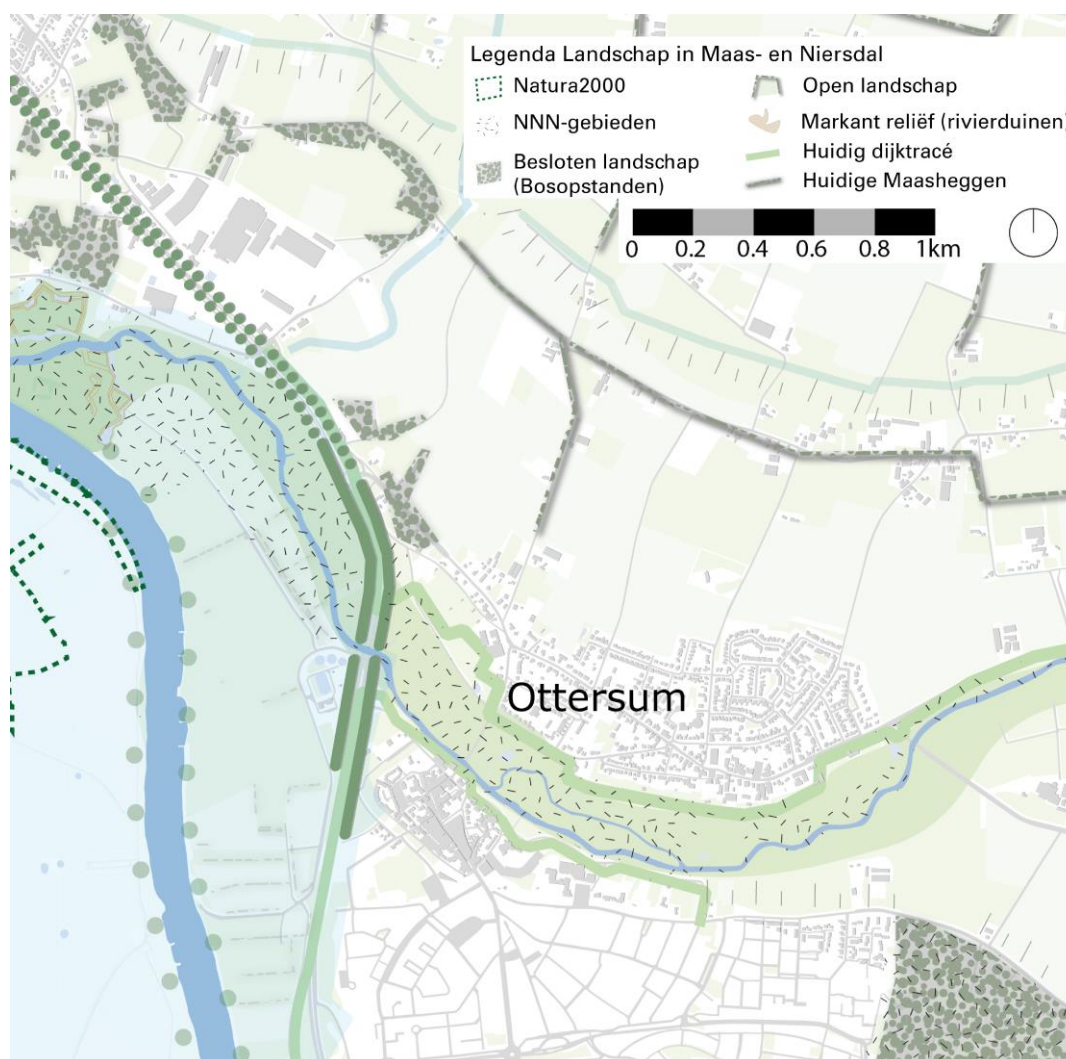 Legenda Landschap in Maas- en Niersdal
Natura2000
NNN-gebieden
Besloten landschap
(Bosopstanden)
Open landschap
Markant reliëf (rivierduinen)
Huidig dijktracé
Huidige Maasheggen
0 0.2 0.4 0.6 0.8 1km
Ottersum